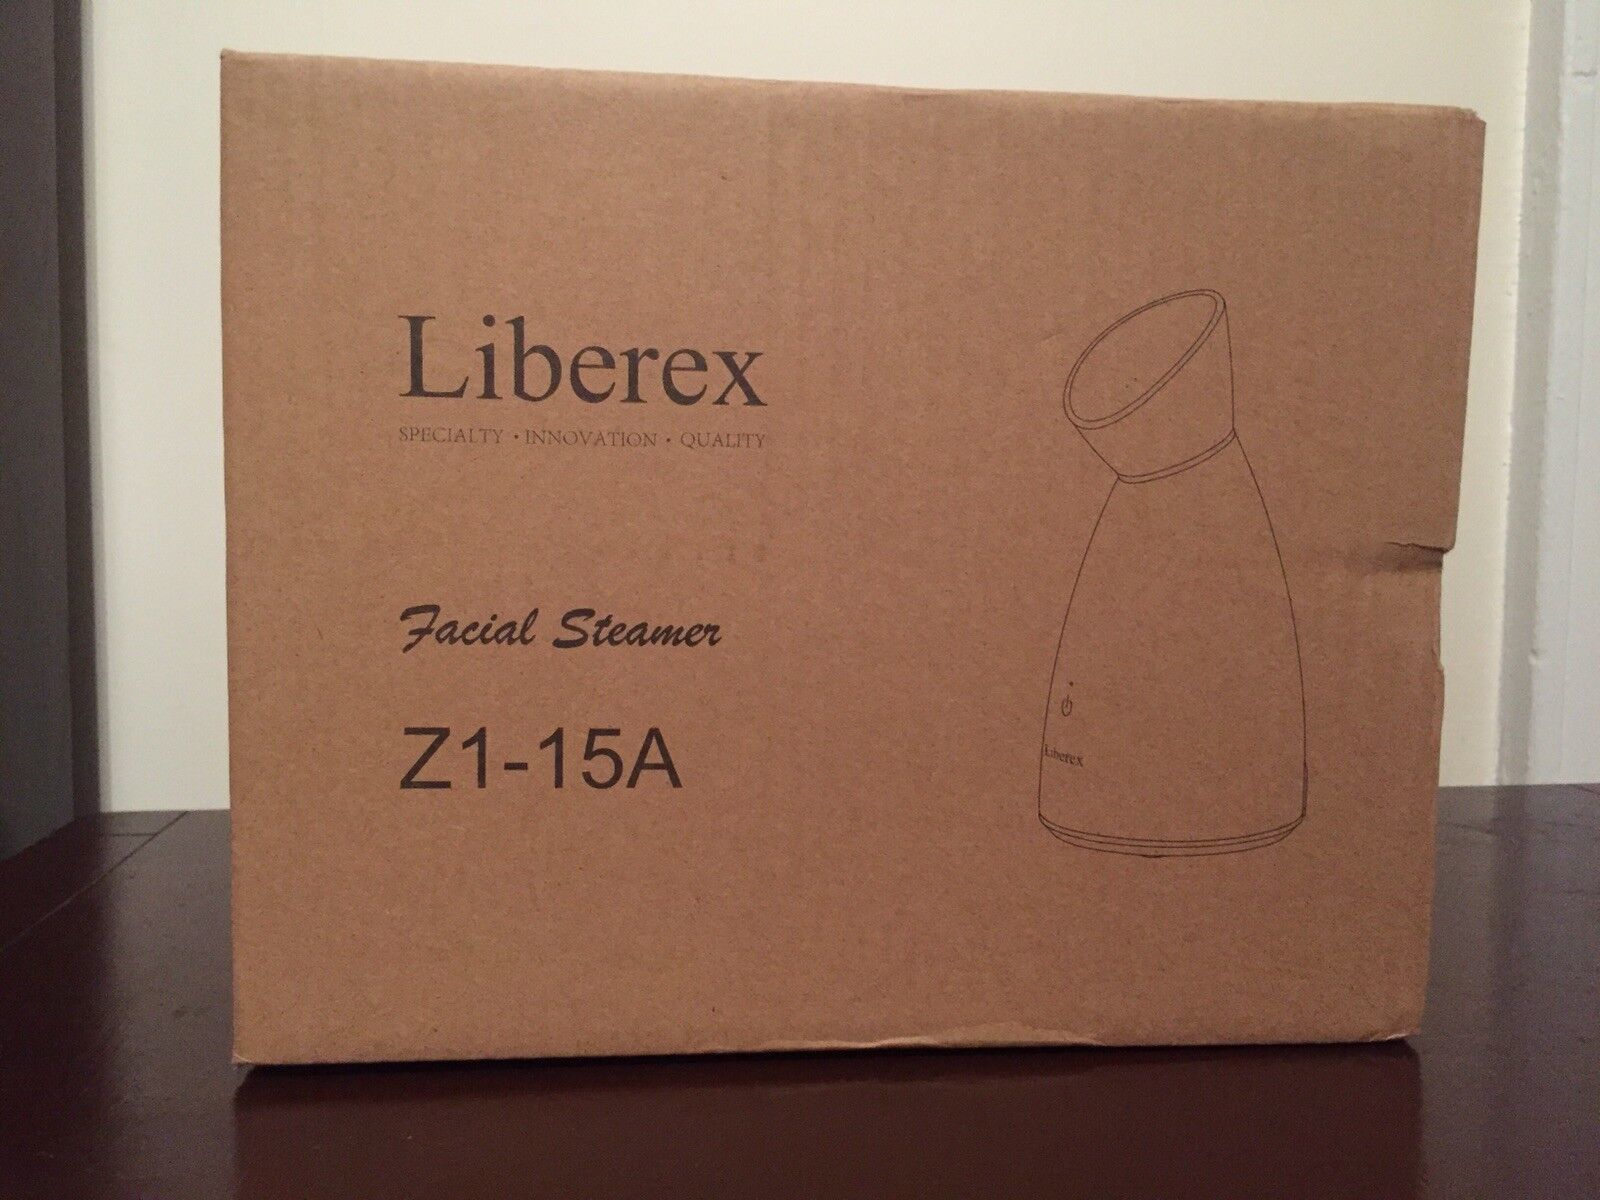 Liberex
SPECIALTY • INNOVATION • QUALITY
Facial Steamer
Z1-15A
Liberex